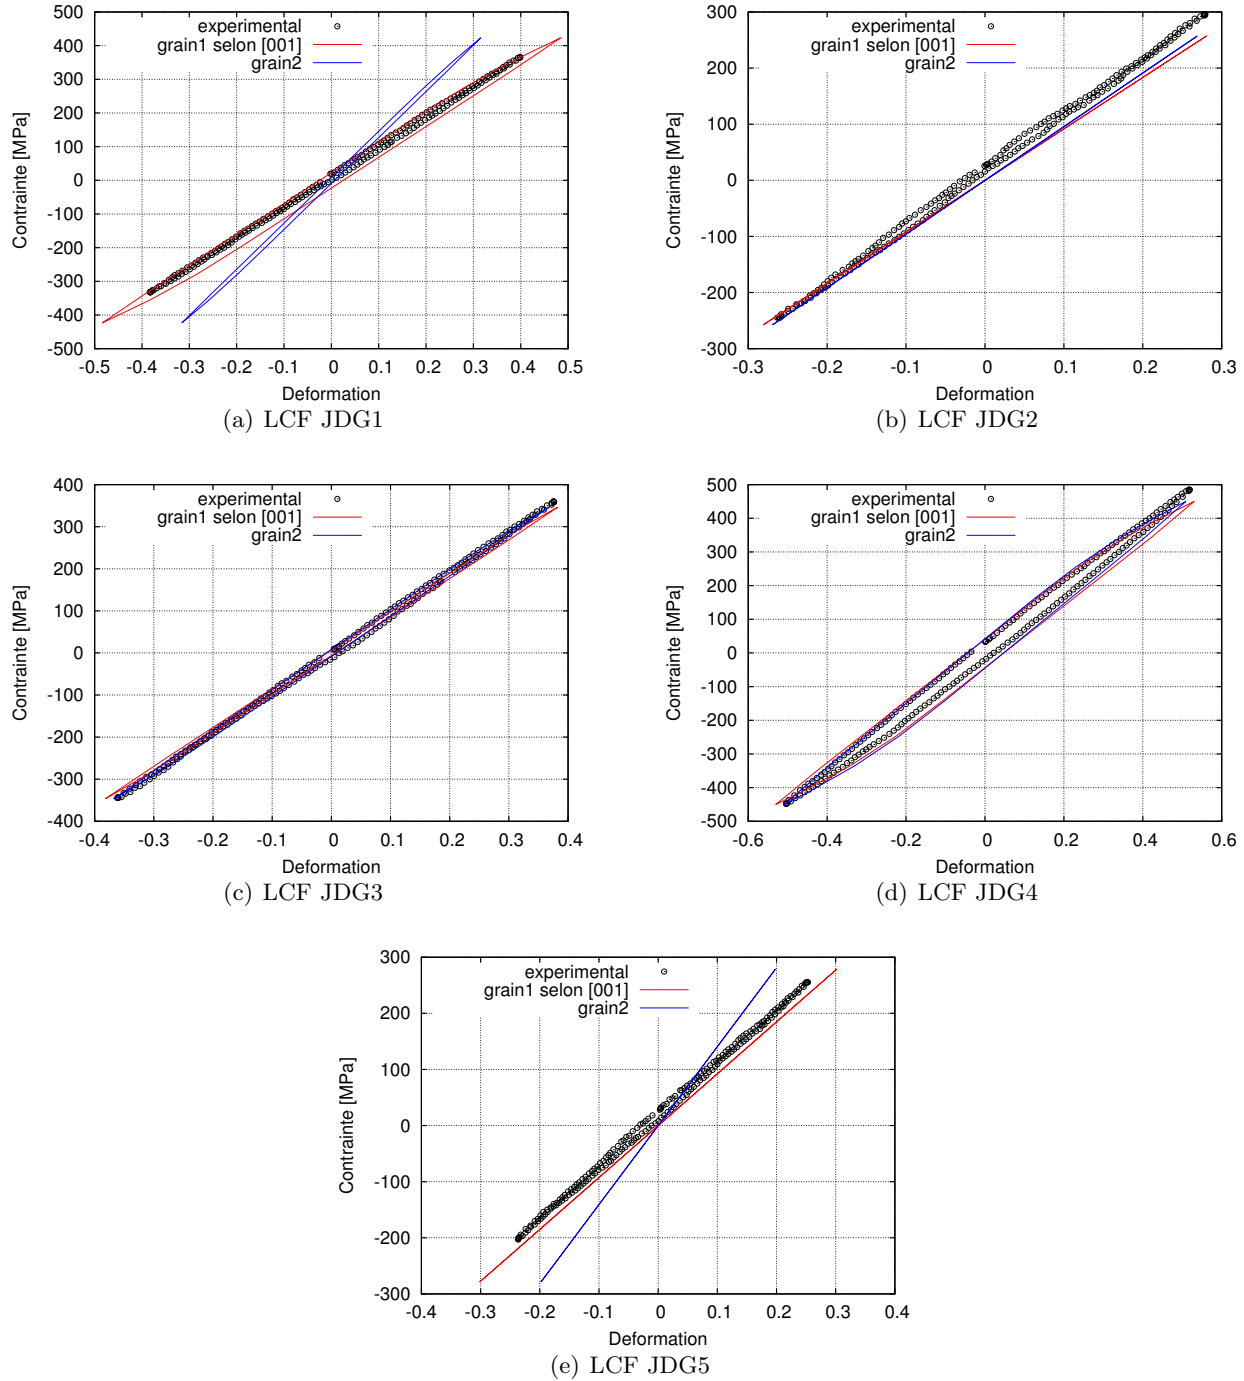 500
400
300
200
100
0
-100
-200
-300
-400
-500
Contrainte [MPa]
experimental
grain1 selon [001]
grain2
-0.5 -0.4 -0.3 -0.2 -0.1 0 0.1 0.2 0.3 0.4 0.5
Deformation
(a) LCF JDG1
300
200
100
0
-100
-200
-300
Contrainte [MPa]
experimental
grain1 selon [001]
grain2
-0.3 -0.2 -0.1 0 0.1 0.2 0.3
Deformation
(b) LCF JDG2
400
300
200
100
0
-100
-200
-300
-400
Contrainte [MPa]
experimental
grain1 selon [001]
grain2
-0.4 -0.3 -0.2 -0.1 0 0.1 0.2 0.3 0.4
Deformation
(c) LCF JDG3
500
400
300
200
100
0
-100
-200
-300
-400
-500
Contrainte [MPa]
experimental
grain1 selon [001]
grain2
-0.6 -0.4 -0.2 0 0.2 0.4 0.6
Deformation
(d) LCF JDG4
300
200
100
0
-100
-200
-300
Contrainte [MPa]
experimental
grain1 selon [001]
grain2
-0.4 -0.3 -0.2 -0.1 0 0.1 0.2 0.3 0.4
Deformation
(e) LCF JDG5